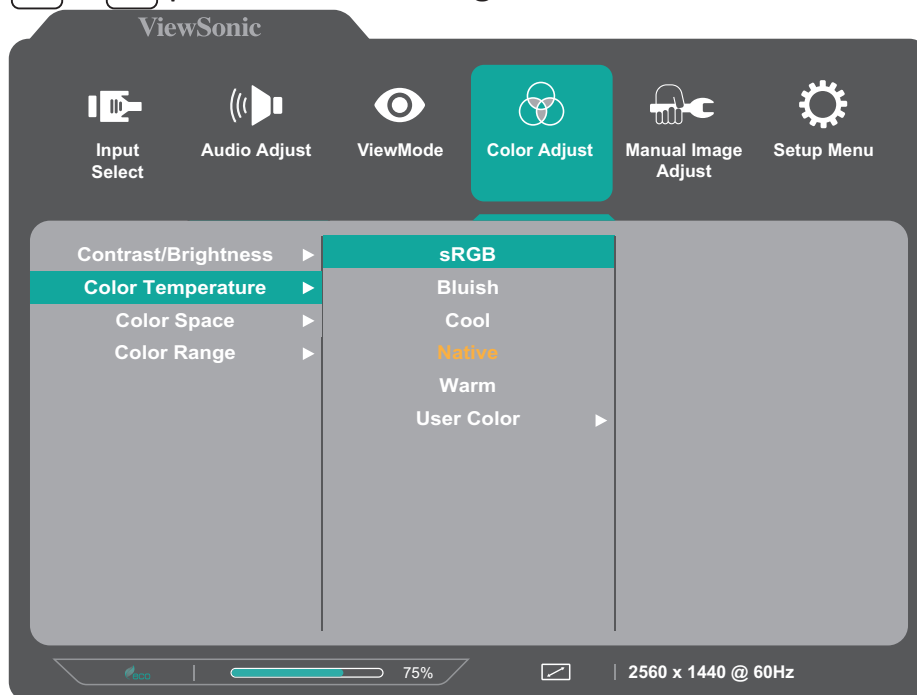 ViewSonic
Input
Select
Audio Adjust
ViewMode
Color Adjust
Manual Image
Adjust
Setup Menu
Contrast/Brightness
Color Temperature
Color Space
Color Range
sRGB
Bluish
Cool
Native
Warm
User Color
eco
75%
2560 x 1440 @ 60Hz